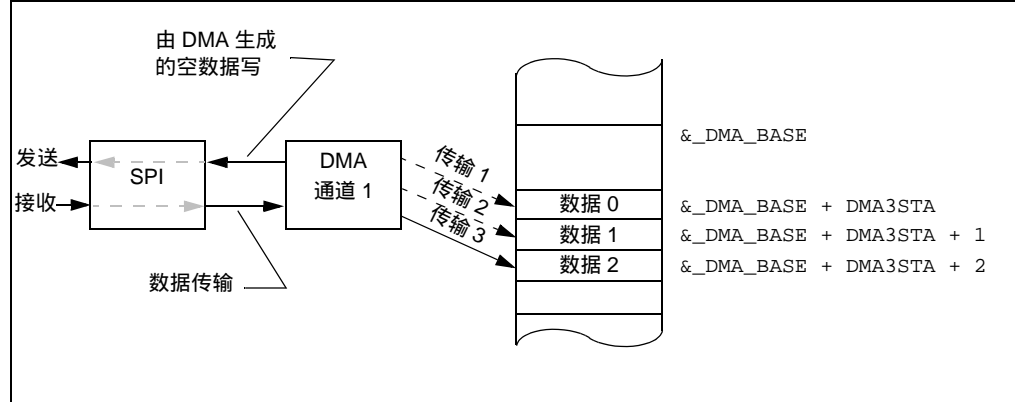 由 DMA 生成
的空数据写
&_DMA_BASE
发送
接收
SPI
DMA
通道 1
传输 1
传输 2
传输 3
数据 0
数据 1
数据 2
&_DMA_BASE + DMA3STA
&_DMA_BASE + DMA3STA + 1
&_DMA_BASE + DMA3STA + 2
数据传输